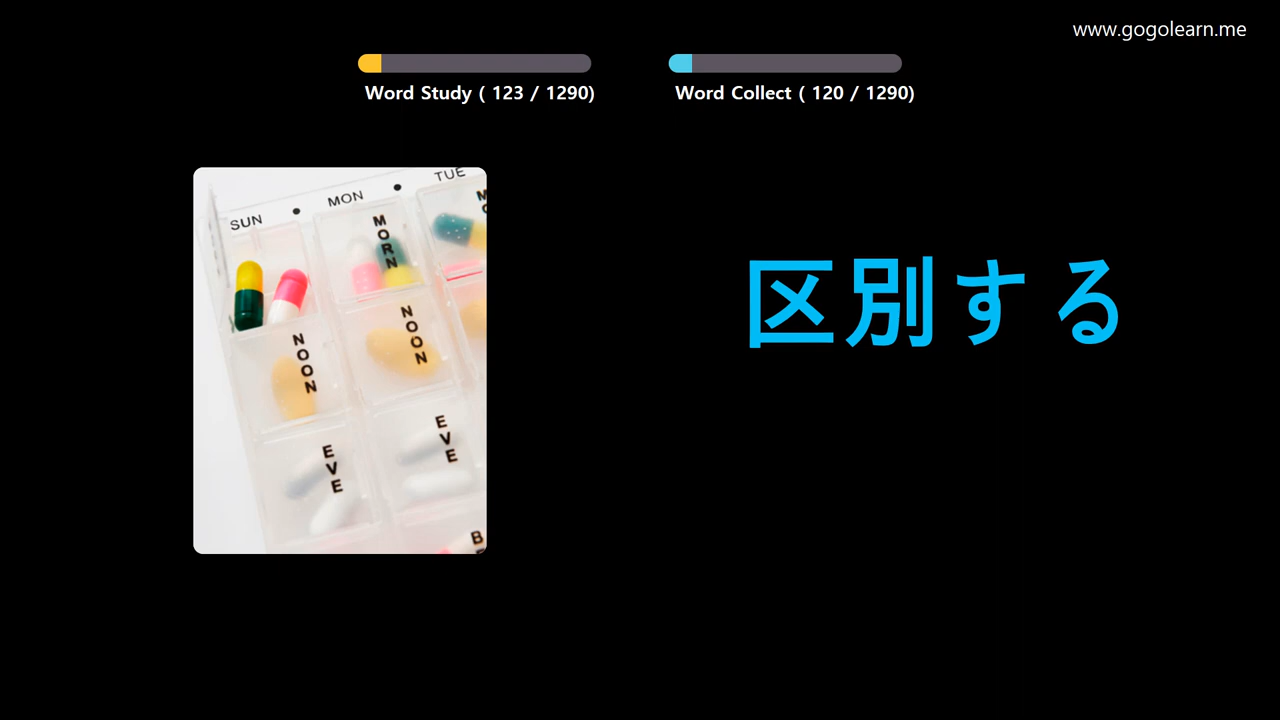 www.gogolearn.me
Word Study ( 123 / 1290)
Word Collect ( 120 / 1290)
区別する
SUN • MON • TUE
MORN
NOON
NOON
EVE
EVE